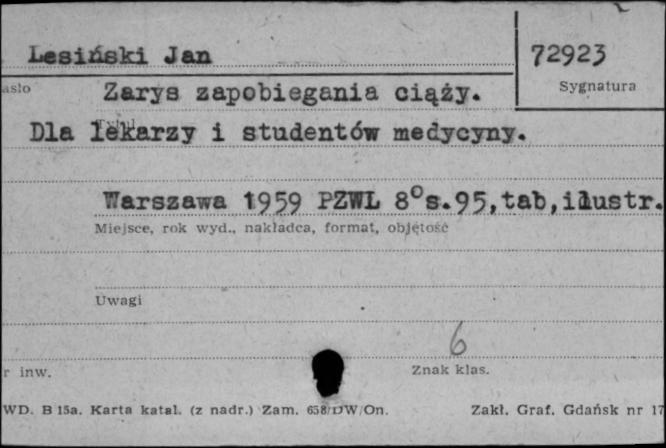 Lesiński Jan
72923
asło
Sygnatura
Zarys zapobiegania ciąży.
Tytuł
Dla lekarzy i studentów medycyny.
Warszawa 1959 PZWL 8°s.95,tab,ilustr.
Miejsce, rok wyd., nakładca, format, objętość
Uwagi
6
r inw.
Znak klas.
WD. B 15a. Karta katal. (z nadr.) Zam. 658/DW/On.
Zakł. Graf. Gdańsk nr 17